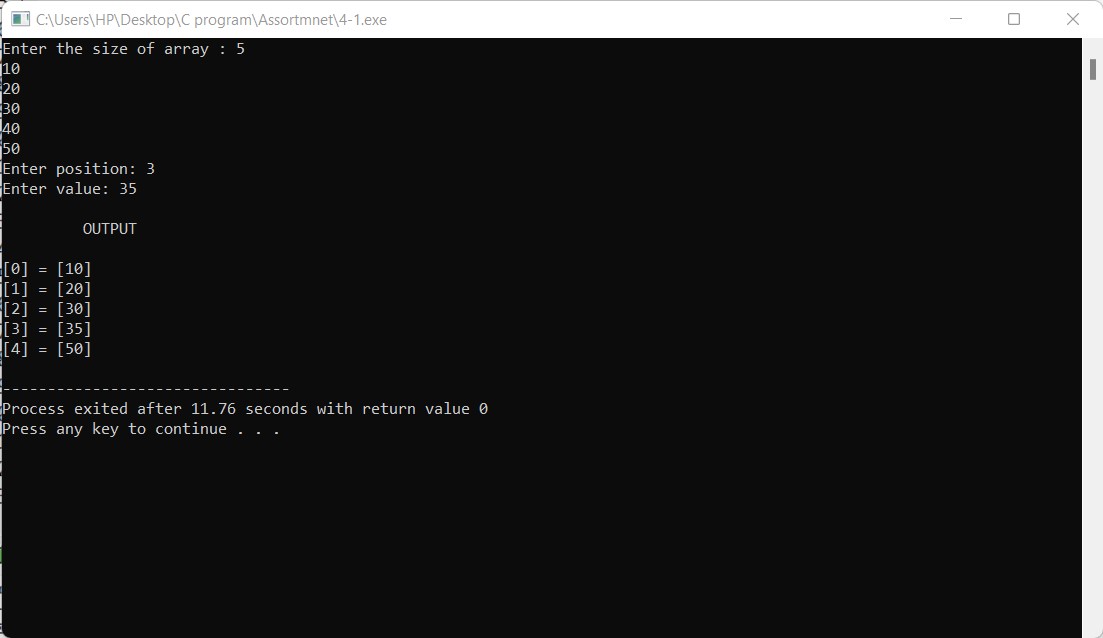 C:\Users\HP\Desktop\C program\Assortmnet\4-1.exe
Enter the size of array : 5
10
20
30
40
50
Enter position: 3
Enter value: 35
OUTPUT
[0] = [10]
[1] = [20]
[2] = [30]
[3] = [35]
[4] = [50]
--------------------------------
Process exited after 11.76 seconds with return value 0
Press any key to continue . . .